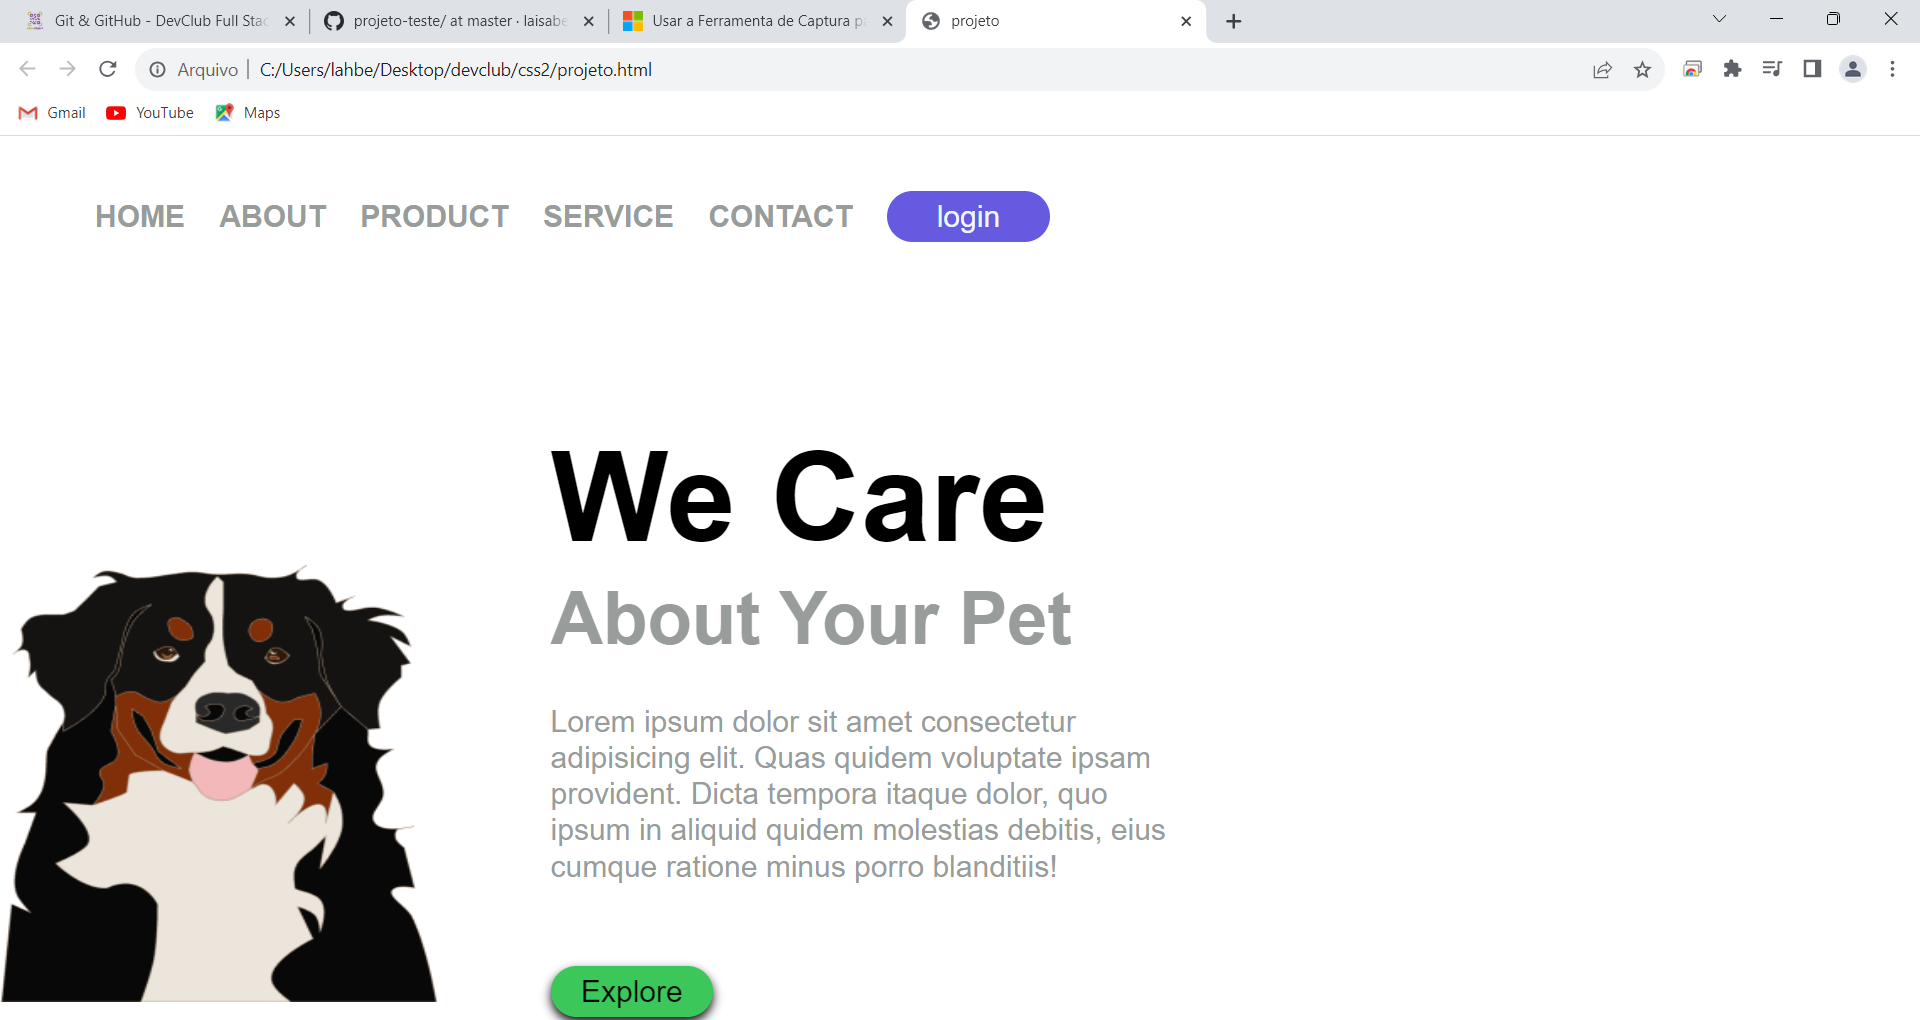 Git & GitHub - DevClub Full Stac
projeto-teste/ at master · laisabe
Usar a Ferramenta de Captura pa
projeto
Arquivo
C:/Users/lahbe/Desktop/devclub/css2/projeto.html
Gmail
YouTube
Maps
HOME ABOUT PRODUCT SERVICE CONTACT login
We Care
About Your Pet
Lorem ipsum dolor sit amet consectetur
adipisicing elit. Quas quidem voluptate ipsam
provident. Dicta tempora itaque dolor, quo
ipsum in aliquid quidem molestias debitis, eius
cumque ratione minus porro blanditiis!
Explore